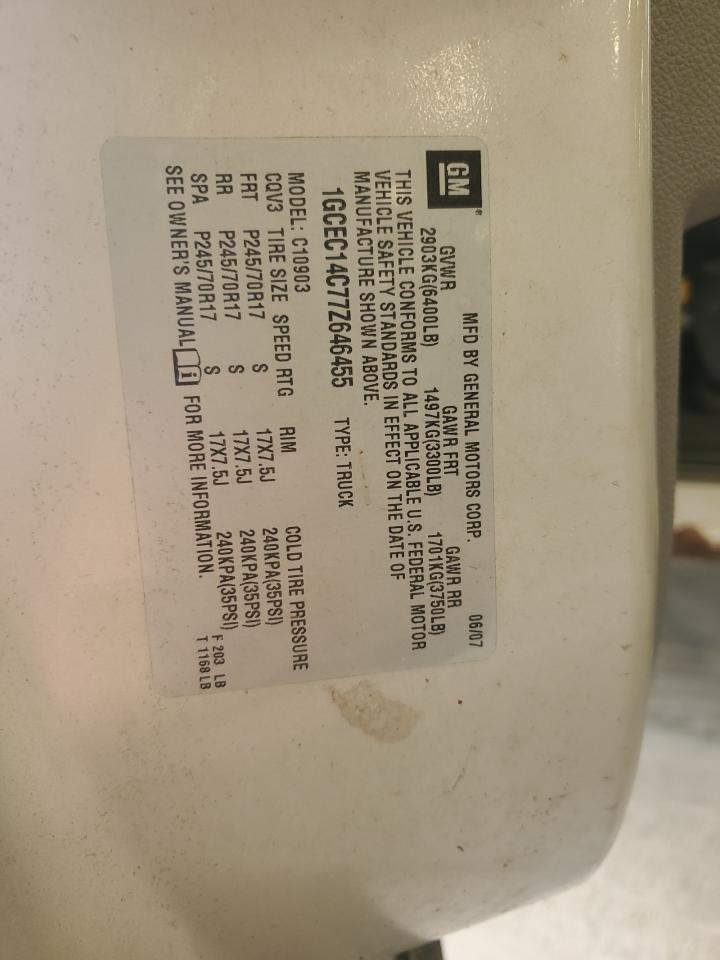 GM®
MFD BY GENERAL MOTORS CORP. 06/07
GVWR GAWR FRT GAWR RR
2903KG(6400LB) 1497KG(3300LB) 1701KG(3750LB)
THIS VEHICLE CONFORMS TO ALL APPLICABLE U.S. FEDERAL MOTOR
VEHICLE SAFETY STANDARDS IN EFFECT ON THE DATE OF
MANUFACTURE SHOWN ABOVE.
1GCEC14C77Z646455 TYPE: TRUCK
MODEL: C10903
CQV3 TIRE SIZE SPEED RTG RIM COLD TIRE PRESSURE
FRT P245/70R17 S 17X7.5J 240KPA(35PSI)
RR P245/70R17 S 17X7.5J 240KPA(35PSI)
SPA P245/70R17 S 17X7.5J 240KPA(35PSI)
SEE OWNER'S MANUAL i FOR MORE INFORMATION.
F 203 LB
T 1168 LB